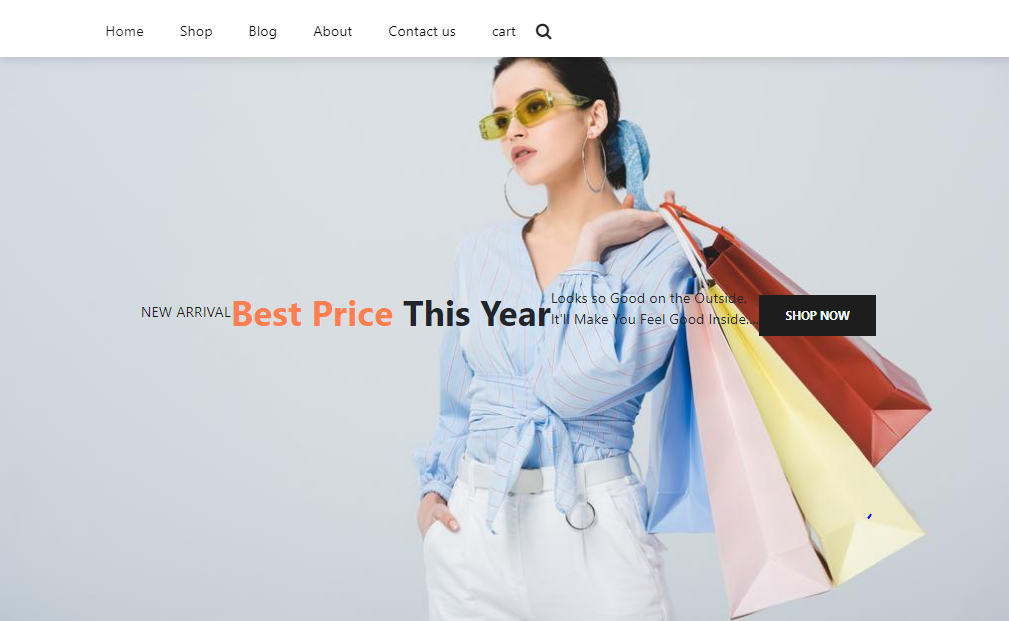 Home Shop Blog About Contact us cart
NEW ARRIVAL Best Price This Year
Looks so Good on the Outside,
It'll Make You Feel Good Inside...
SHOP NOW